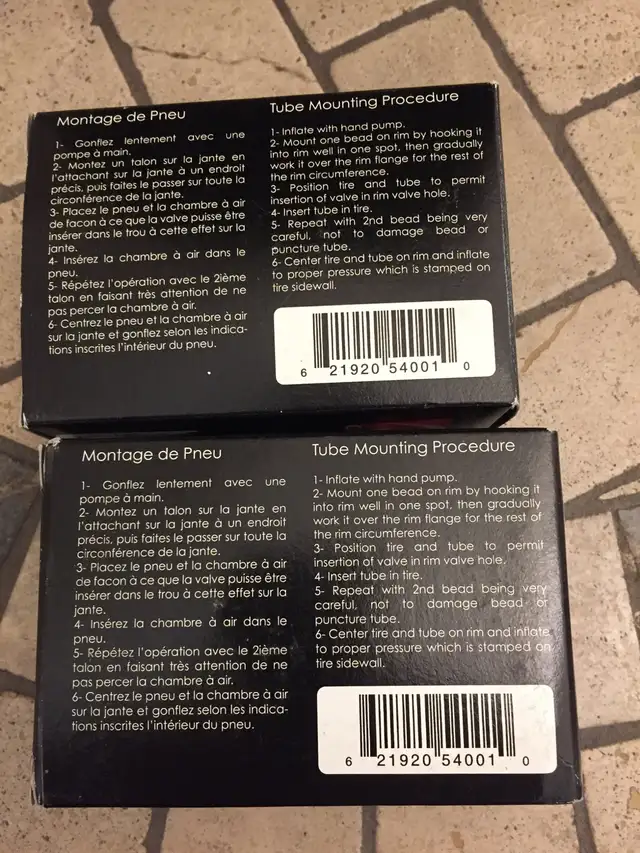 Montage de Pneu
1- Gonflez lentement avec une
pompe à main.
2- Montez un talon sur la jante en
l'attachant sur la jante à un endroit
précis, puis faites le passer sur toute la
circonférence de la jante.
3- Placez le pneu et la chambre à air
de façon à ce que la valve puisse être
insérer dans le trou à cette effet sur la
jante.
4- Insérez la chambre à air dans le
pneu.
5- Répétez l'opération avec le 2ième
talon en faisant très attention de ne
pas percer la chambre à air.
6- Centrez le pneu et la chambre à air
sur la jante et gonflez selon les indica-
tions inscrites l'intérieur du pneu.
Tube Mounting Procedure
1- Inflate with hand pump.
2- Mount one bead on rim by hooking it
into rim well in one spot, then gradually
work it over the rim flange for the rest of
the rim circumference.
3- Position tire and tube to permit
insertion of valve in rim valve hole.
4- Insert tube in tire.
5- Repeat with 2nd bead being very
careful, not to damage bead or
puncture tube.
6- Center tire and tube on rim and inflate
to proper pressure which is stamped on
tire sidewall.
6 21920 54001 0
Montage de Pneu
1- Gonflez lentement avec une
pompe à main.
2- Montez un talon sur la jante en
l'attachant sur la jante à un endroit
précis, puis faites le passer sur toute la
circonférence de la jante.
3- Placez le pneu et la chambre à air
de façon à ce que la valve puisse être
insérer dans le trou à cette effet sur la
jante.
4- Insérez la chambre à air dans le
pneu.
5- Répétez l'opération avec le 2ième
talon en faisant très attention de ne
pas percer la chambre à air.
6- Centrez le pneu et la chambre à air
sur la jante et gonflez selon les indica-
tions inscrites l'intérieur du pneu.
Tube Mounting Procedure
1- Inflate with hand pump.
2- Mount one bead on rim by hooking it
into rim well in one spot, then gradually
work it over the rim flange for the rest of
the rim circumference.
3- Position tire and tube to permit
insertion of valve in rim valve hole.
4- Insert tube in tire.
5- Repeat with 2nd bead being very
careful, not to damage bead or
puncture tube.
6- Center tire and tube on rim and inflate
to proper pressure which is stamped on
tire sidewall.
6 21920 54001 0